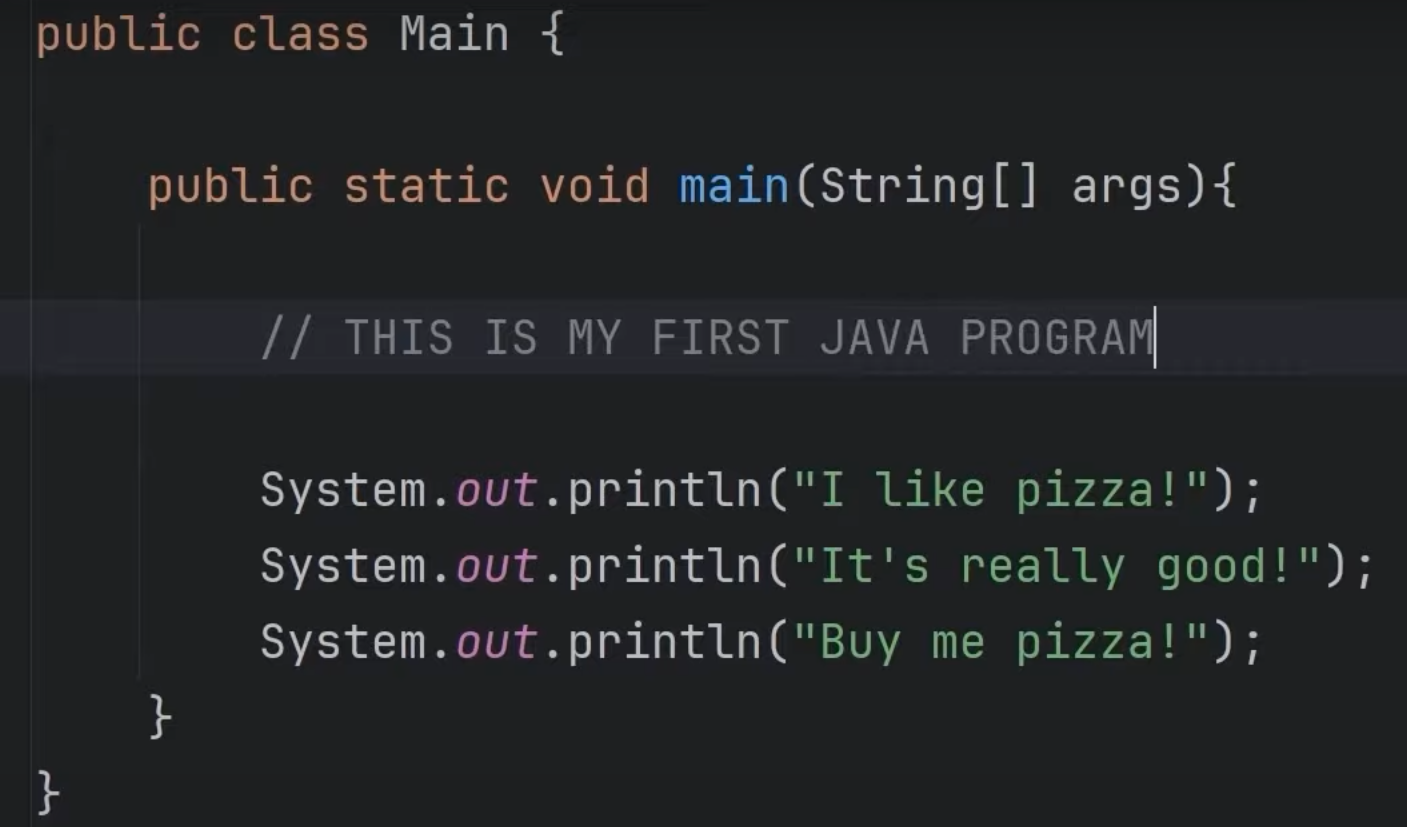 public class Main {
public static void main(String[] args){
// THIS IS MY FIRST JAVA PROGRAM
System.out.println("I like pizza!");
System.out.println("It's really good!");
System.out.println("Buy me pizza!");
}
}